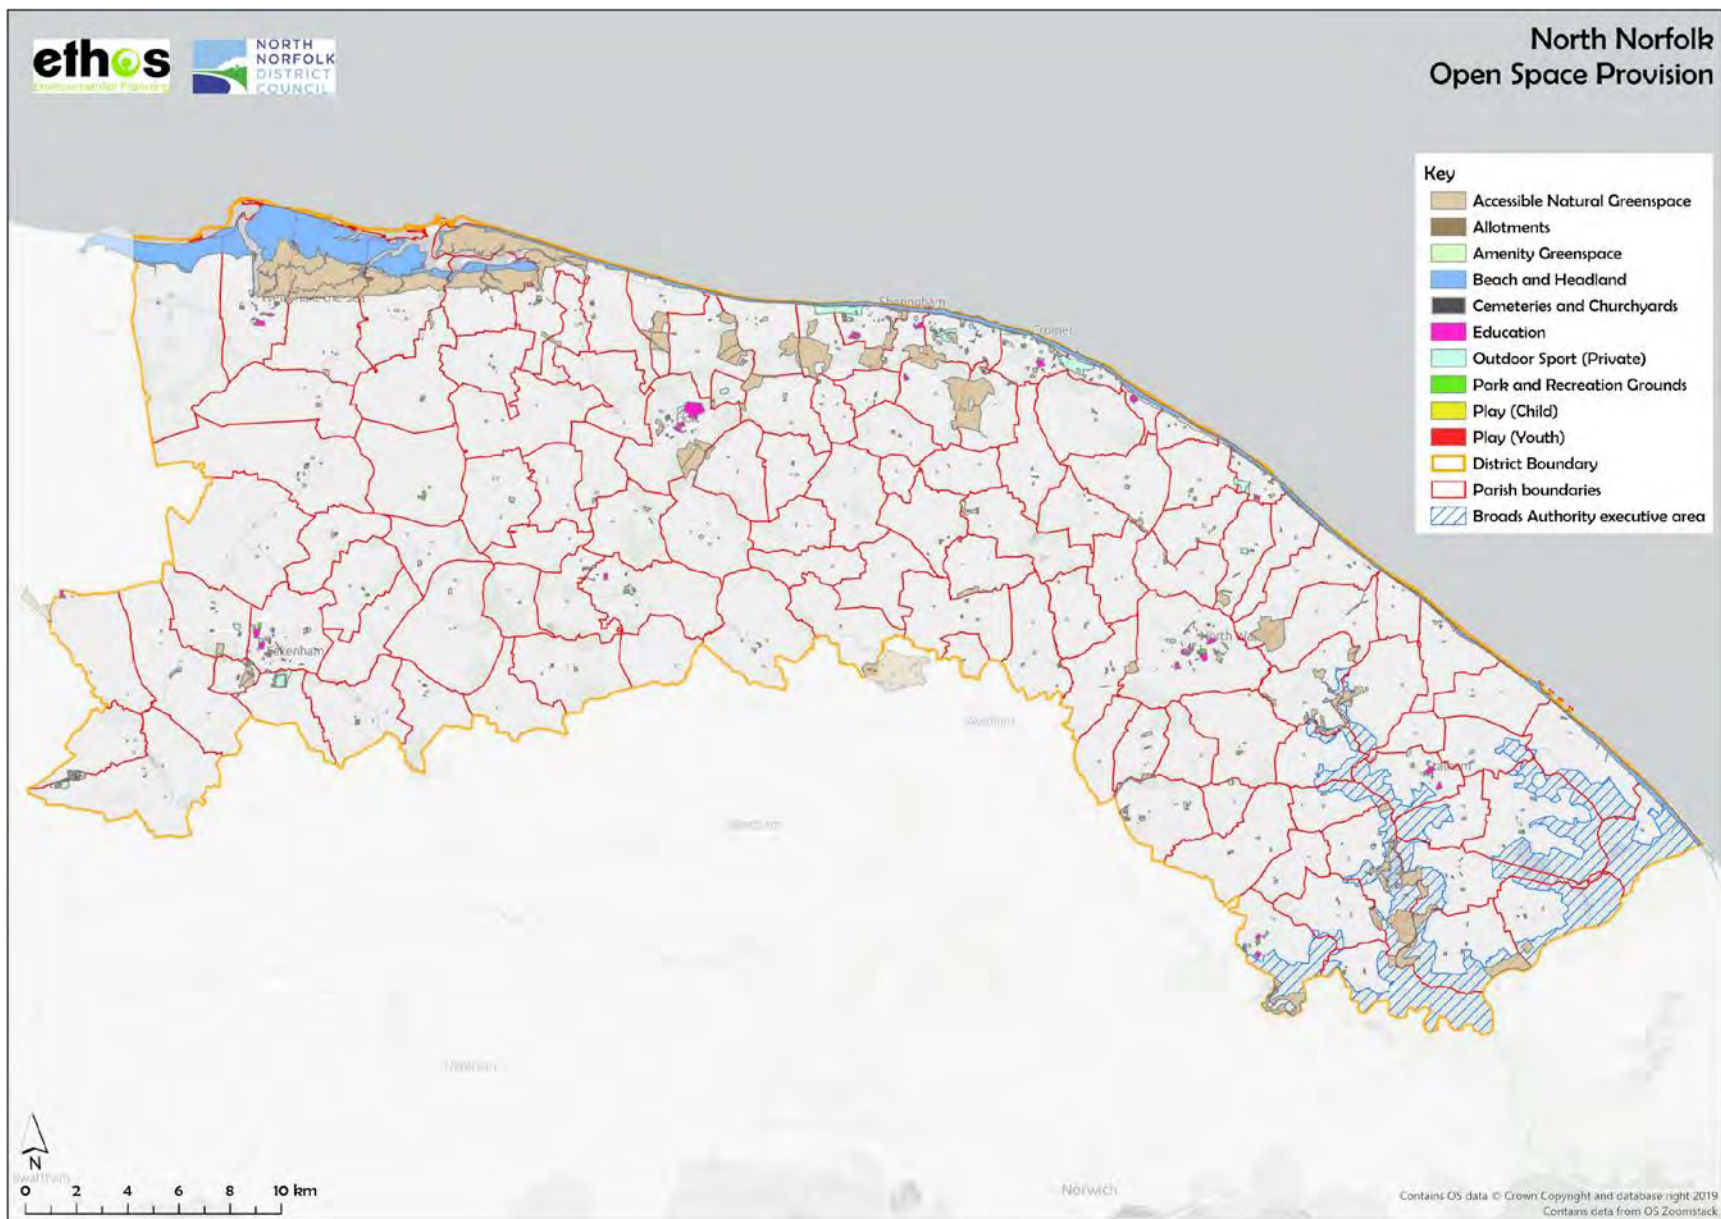 ethos
Environmental Planning
NORTH
NORFOLK
DISTRICT
COUNCIL
North Norfolk
Open Space Provision
Key
Accessible Natural Greenspace
Allotments
Amenity Greenspace
Beach and Headland
Cemeteries and Churchyards
Education
Outdoor Sport (Private)
Park and Recreation Grounds
Play (Child)
Play (Youth)
District Boundary
Parish boundaries
Broads Authority executive area
Sheringham
Cromer
North Wal
Fakenham
Aylsham
Stalham
Swaffham
Norwich
N
0 2 4 6 8 10 km
Contains OS data © Crown Copyright and database right 2019
Contains data from OS Zoomstack